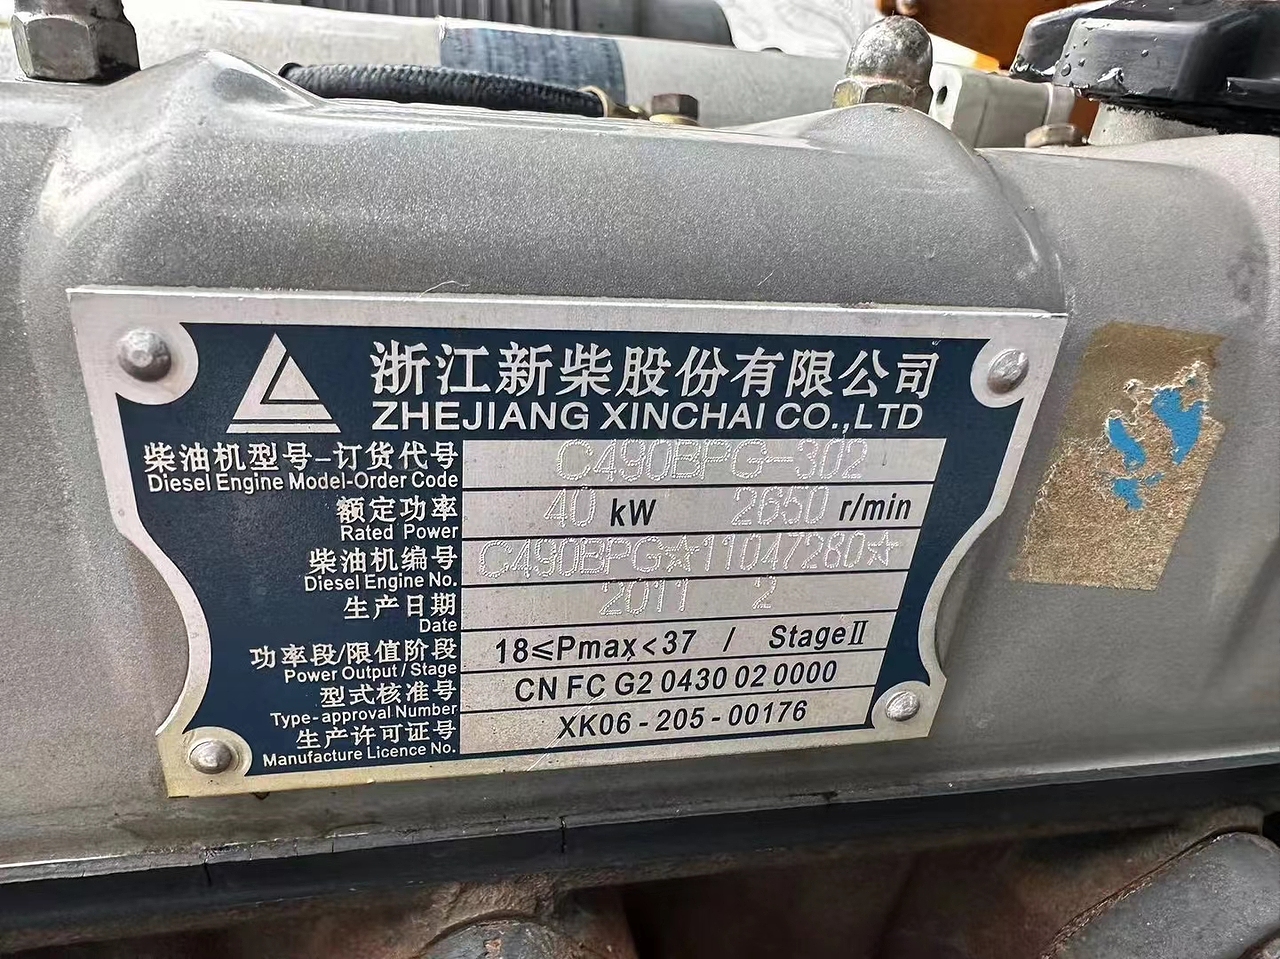 浙江新柴股份有限公司
ZHEJIANG XINCHAI CO.,LTD
柴油机型号-订货代号 C490BPG-302
Diesel Engine Model-Order Code
额定功率 40 kW 2650 r/min
Rated Power
柴油机编号 C490BPG☆11047280☆
Diesel Engine No.
生产日期 2011 2
Date
功率段/限值阶段 18≤Pmax<37 / Stage II
Power Output / Stage
型式核准号 CN FC G2 0430 02 0000
Type-approval Number
生产许可证号 XK06-205-00176
Manufacture Licence No.